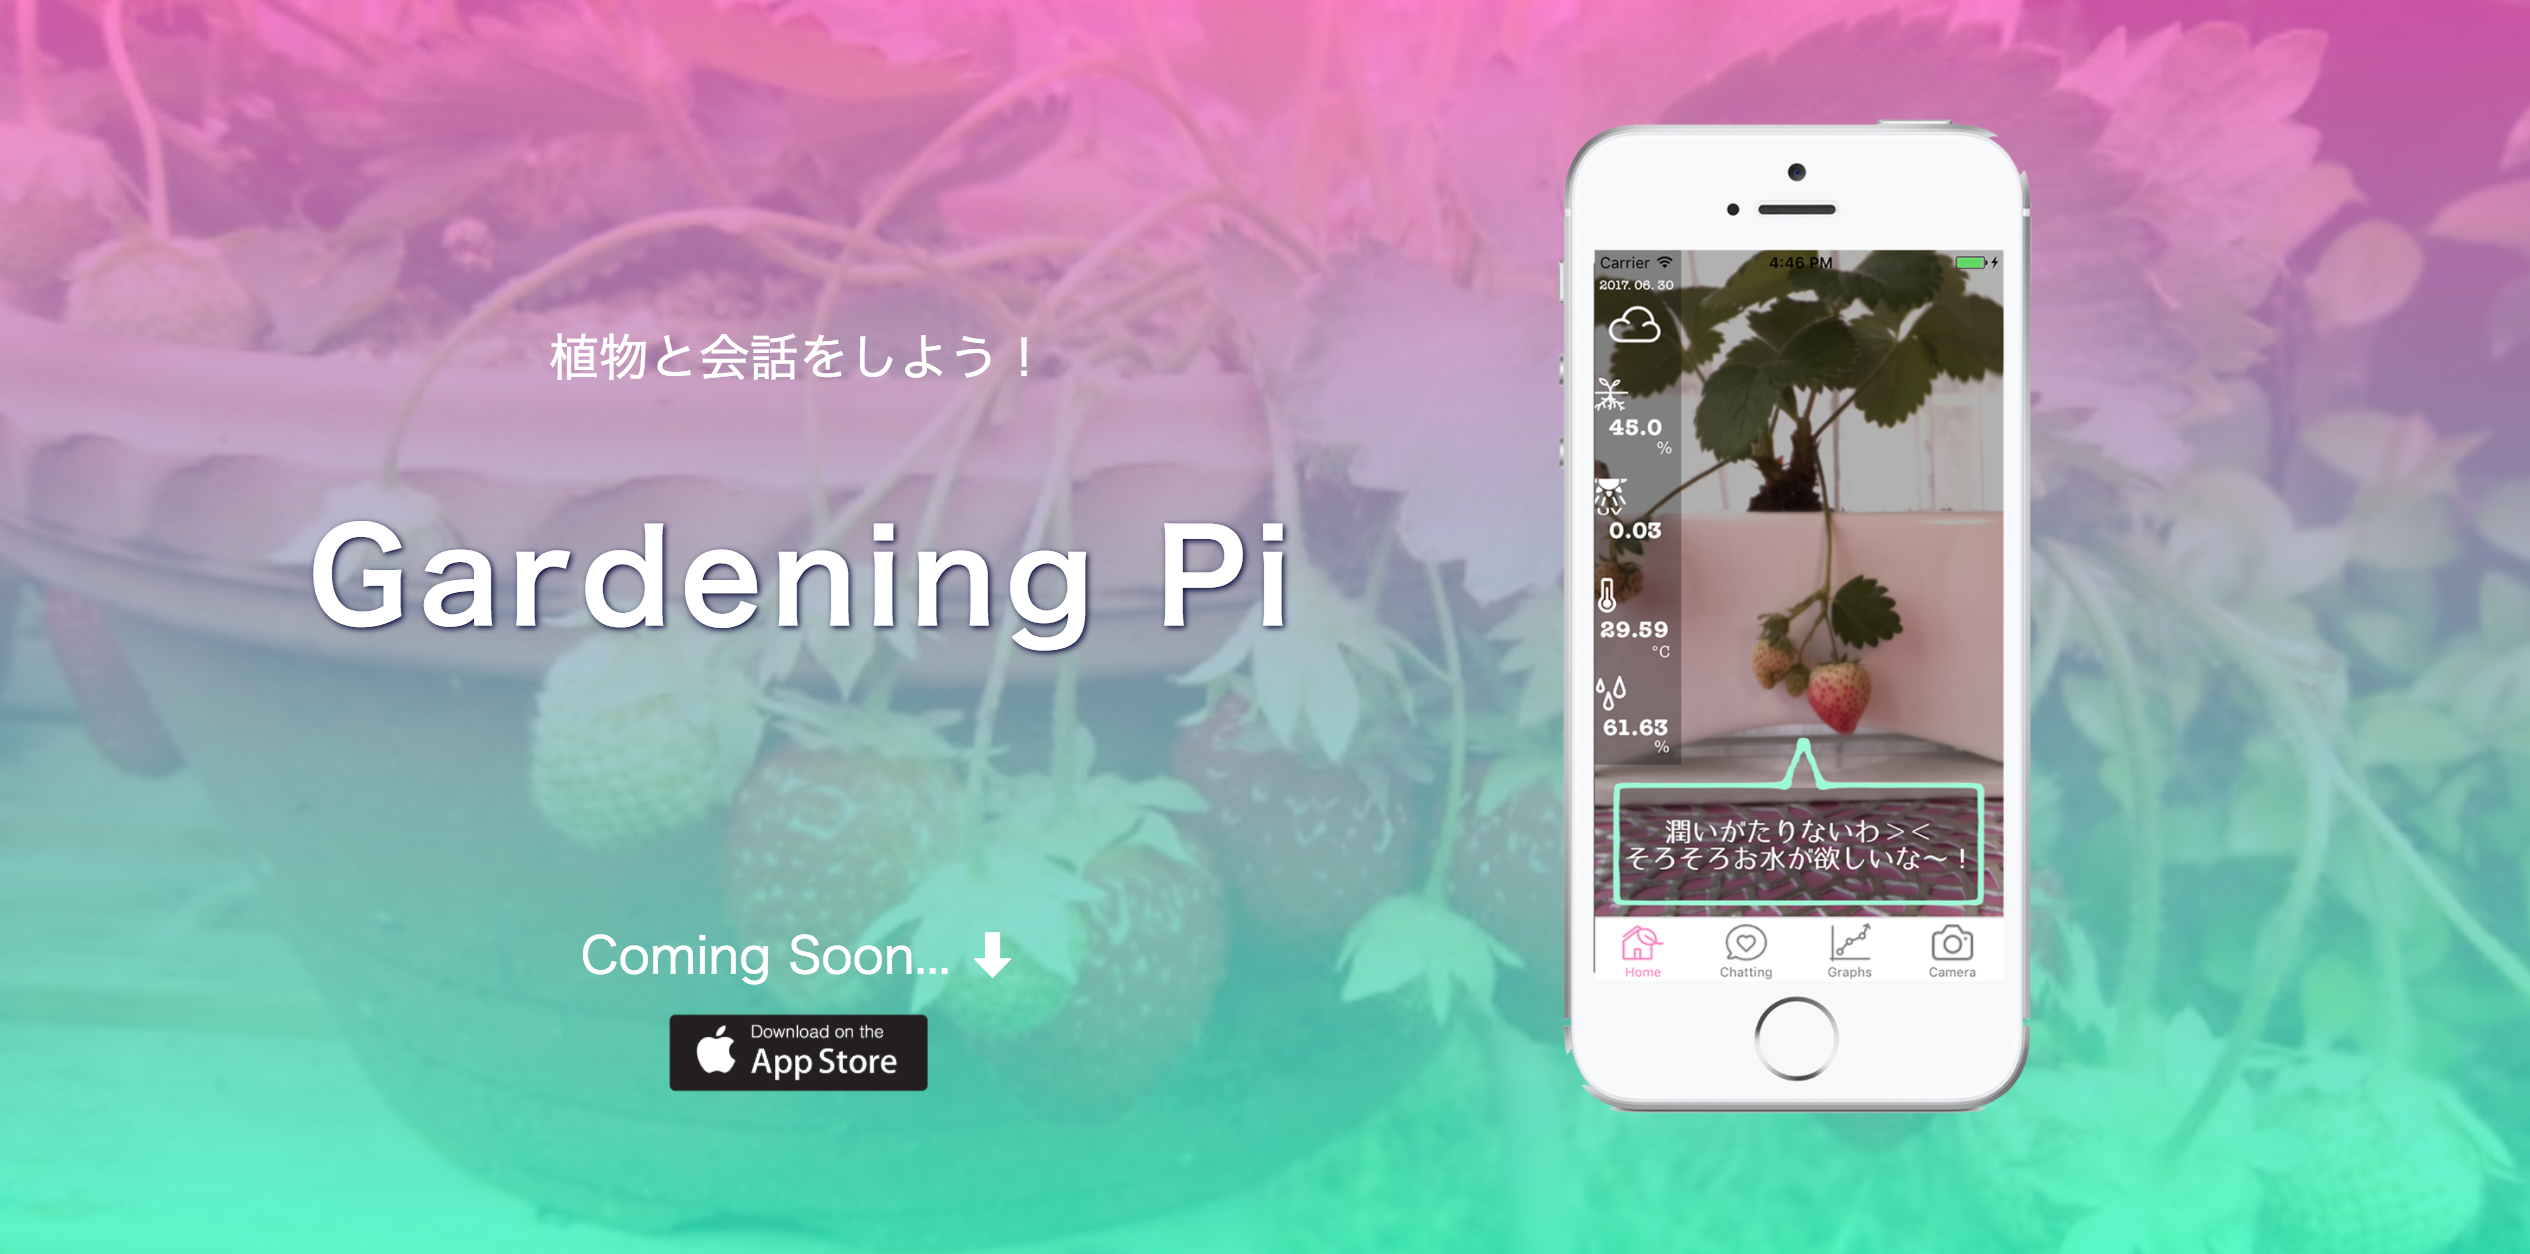 植物と会話をしよう！
Gardening Pi
Coming Soon... ⬇
Download on the
App Store
Carrier 4:46 PM
2017. 06. 30
45.0
%
UV
0.03
29.59
°C
61.63
%
潤いがたりないわ＞＜
そろそろお水が欲しいな〜！
Home Chatting Graphs Camera